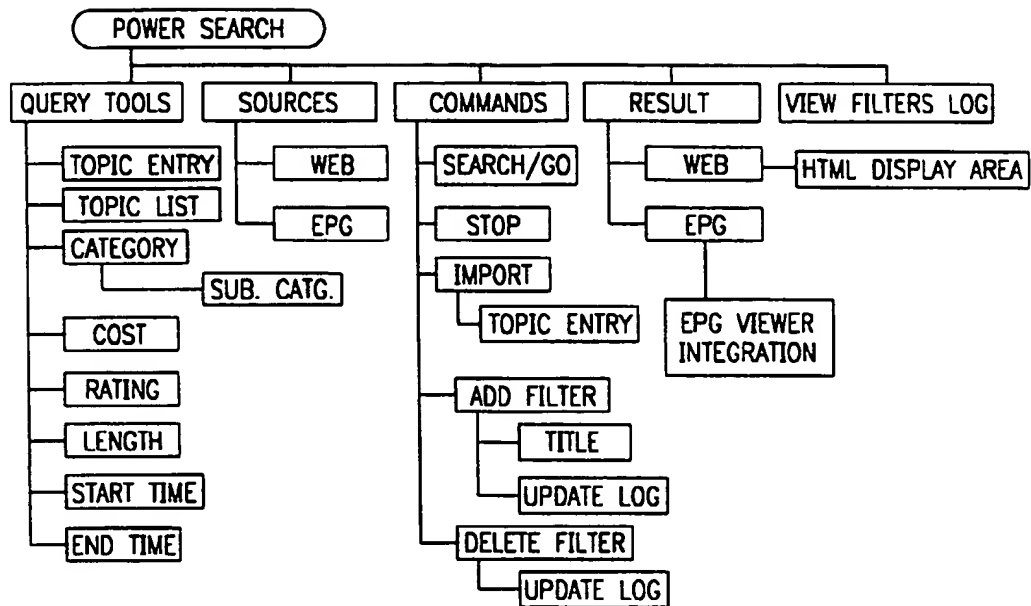 POWER SEARCH
QUERY TOOLS
TOPIC ENTRY
TOPIC LIST
CATEGORY
SUB. CATG.
COST
RATING
LENGTH
START TIME
END TIME
SOURCES
WEB
EPG
COMMANDS
SEARCH/GO
STOP
IMPORT
TOPIC ENTRY
ADD FILTER
TITLE
UPDATE LOG
DELETE FILTER
UPDATE LOG
RESULT
WEB
HTML DISPLAY AREA
EPG
EPG VIEWER
INTEGRATION
VIEW FILTERS LOG